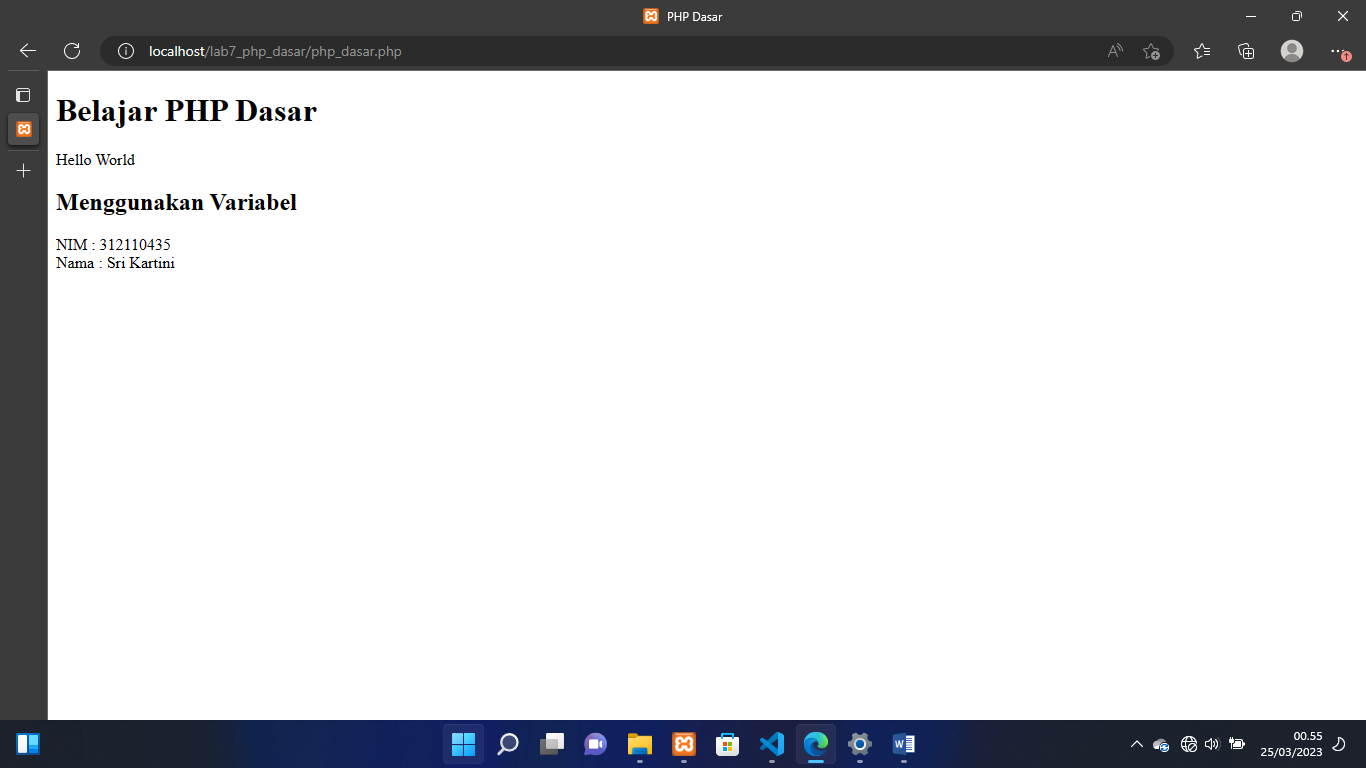 PHP Dasar
localhost/lab7_php_dasar/php_dasar.php
Belajar PHP Dasar
Hello World
Menggunakan Variabel
NIM : 312110435
Nama : Sri Kartini
00.55
25/03/2023